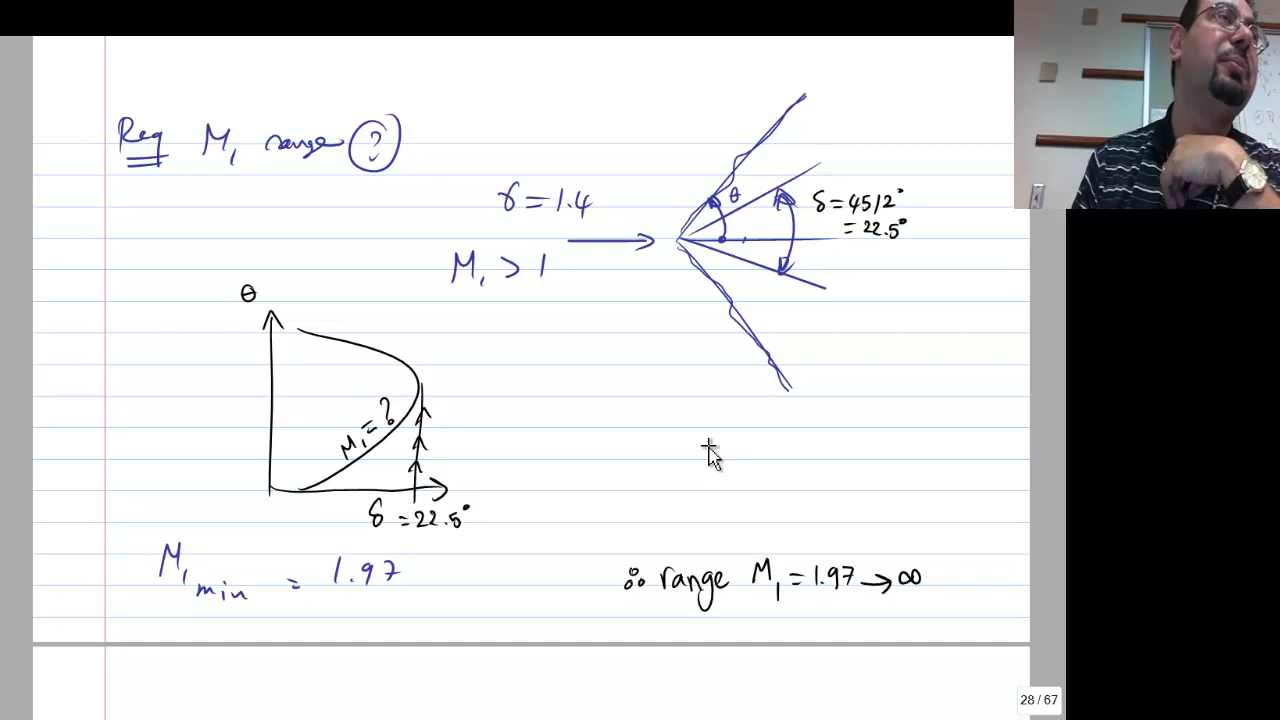 Req M₁ range ?
γ = 1.4
M₁ > 1
θ
δ = 45/2°
= 22.5°
θ
M₁ = ?
δ = 22.5°
M₁ min = 1.97
∴ range M₁ = 1.97 → ∞
28 / 67